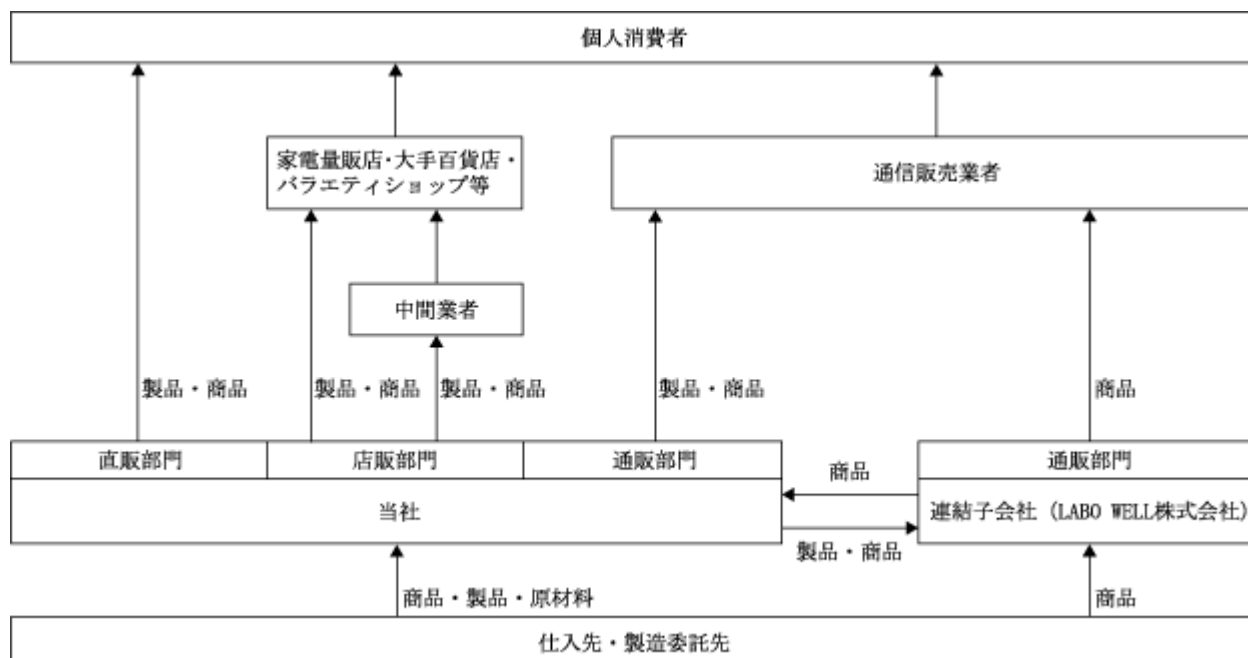 個人消費者
家電量販店・大手百貨店・
バラエティショップ等
通信販売業者
中間業者
製品・商品
製品・商品
製品・商品
製品・商品
商品
直販部門
店販部門
通販部門
通販部門
商品
当社
連結子会社（LABO WELL株式会社）
製品・商品
商品・製品・原材料
商品
仕入先・製造委託先